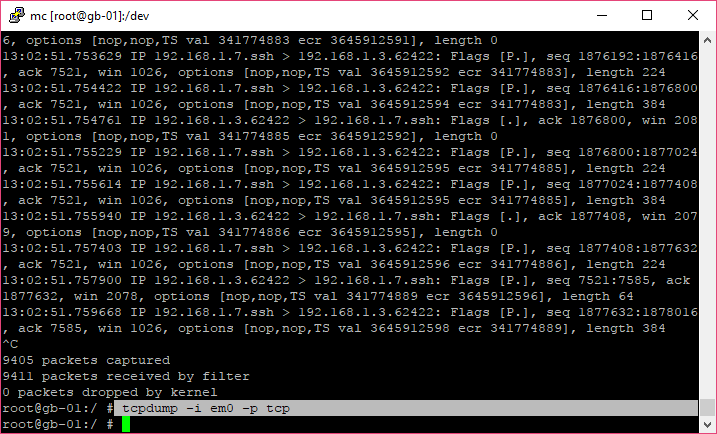 mc [root@gb-01]:/dev
6, options [nop,nop,TS val 341774883 ecr 3645912591], length 0
13:02:51.753629 IP 192.168.1.7.ssh > 192.168.1.3.62422: Flags [P.], seq 1876192:1876416
, ack 7521, win 1026, options [nop,nop,TS val 3645912592 ecr 341774883], length 224
13:02:51.754422 IP 192.168.1.7.ssh > 192.168.1.3.62422: Flags [P.], seq 1876416:1876800
, ack 7521, win 1026, options [nop,nop,TS val 3645912594 ecr 341774883], length 384
13:02:51.754761 IP 192.168.1.3.62422 > 192.168.1.7.ssh: Flags [.], ack 1876800, win 208
1, options [nop,nop,TS val 341774885 ecr 3645912592], length 0
13:02:51.755229 IP 192.168.1.7.ssh > 192.168.1.3.62422: Flags [P.], seq 1876800:1877024
, ack 7521, win 1026, options [nop,nop,TS val 3645912595 ecr 341774885], length 224
13:02:51.755614 IP 192.168.1.7.ssh > 192.168.1.3.62422: Flags [P.], seq 1877024:1877408
, ack 7521, win 1026, options [nop,nop,TS val 3645912595 ecr 341774885], length 384
13:02:51.755940 IP 192.168.1.3.62422 > 192.168.1.7.ssh: Flags [.], ack 1877408, win 207
9, options [nop,nop,TS val 341774886 ecr 3645912595], length 0
13:02:51.757403 IP 192.168.1.7.ssh > 192.168.1.3.62422: Flags [P.], seq 1877408:1877632
, ack 7521, win 1026, options [nop,nop,TS val 3645912596 ecr 341774886], length 224
13:02:51.757900 IP 192.168.1.3.62422 > 192.168.1.7.ssh: Flags [P.], seq 7521:7585, ack
1877632, win 2078, options [nop,nop,TS val 341774889 ecr 3645912596], length 64
13:02:51.759668 IP 192.168.1.7.ssh > 192.168.1.3.62422: Flags [P.], seq 1877632:1878016
, ack 7585, win 1026, options [nop,nop,TS val 3645912598 ecr 341774889], length 384
^C
9405 packets captured
9411 packets received by filter
0 packets dropped by kernel
root@gb-01:/ # tcpdump -i em0 -p tcp
root@gb-01:/ #